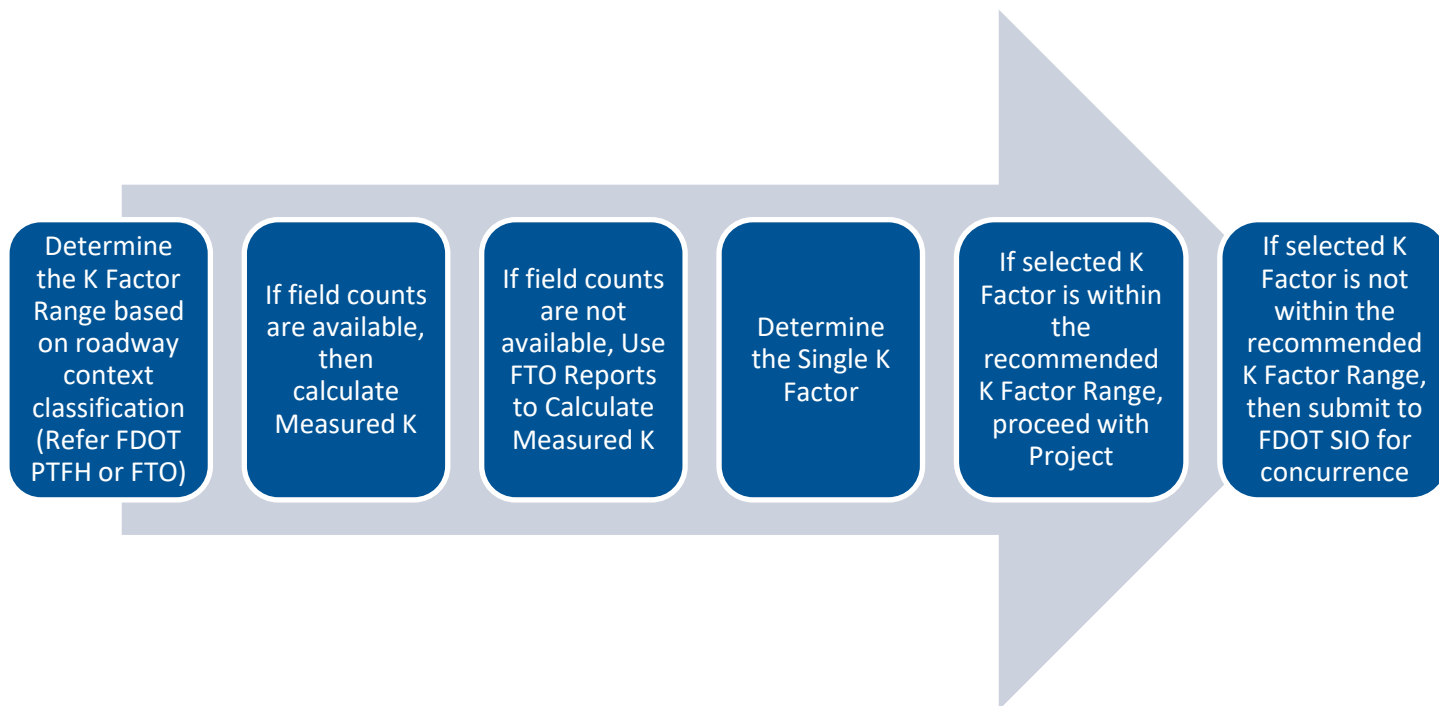 Determine
the K Factor
Range based
on roadway
context
classification
(Refer FDOT
PTFH or FTO)
If field counts
are available,
then
calculate
Measured K
If field counts
are not
available, Use
FTO Reports
to Calculate
Measured K
Determine
the Single K
Factor
If selected K
Factor is within
the
recommended
K Factor Range,
proceed with
Project
If selected K
Factor is not
within the
recommended
K Factor Range,
then submit to
FDOT SIO for
concurrence